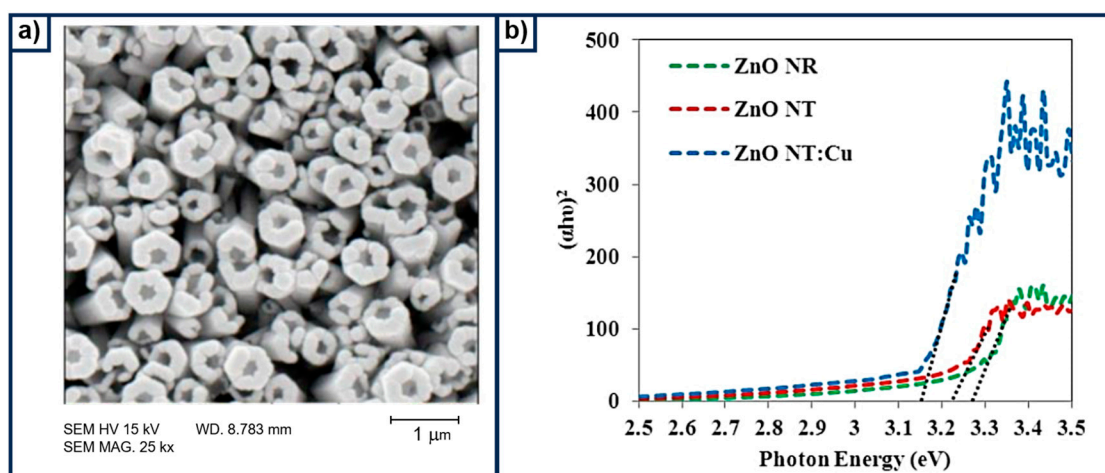 a)
SEM HV 15 kV WD. 8.783 mm
SEM MAG. 25 kx
1 μm
b)
500
400
300
200
100
0
(αhυ)²
ZnO NR
ZnO NT
ZnO NT:Cu
2.5 2.6 2.7 2.8 2.9 3 3.1 3.2 3.3 3.4 3.5
Photon Energy (eV)